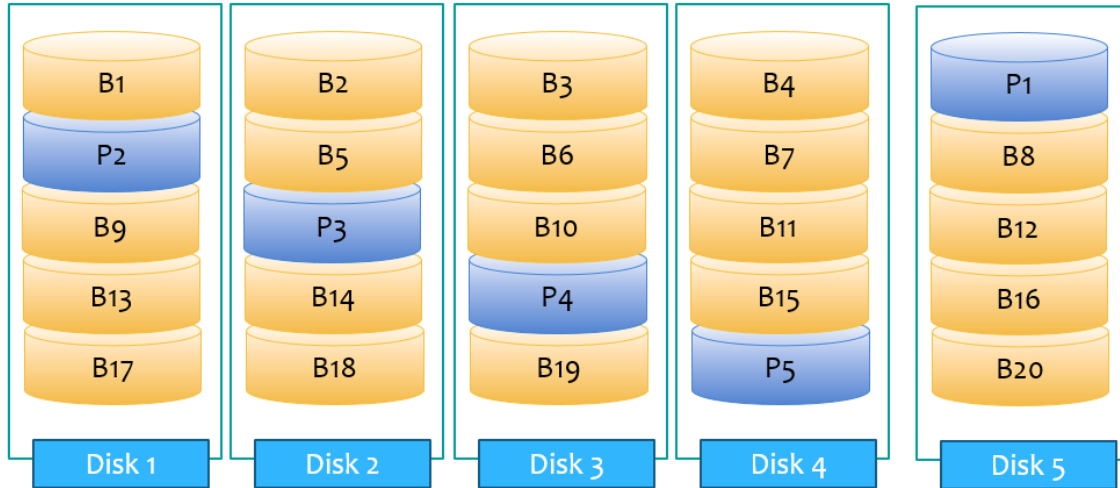 B1 B2 B3 B4 P1
P2 B5 B6 B7 B8
B9 P3 B10 B11 B12
B13 B14 P4 B15 B16
B17 B18 B19 P5 B20
Disk 1 Disk 2 Disk 3 Disk 4 Disk 5